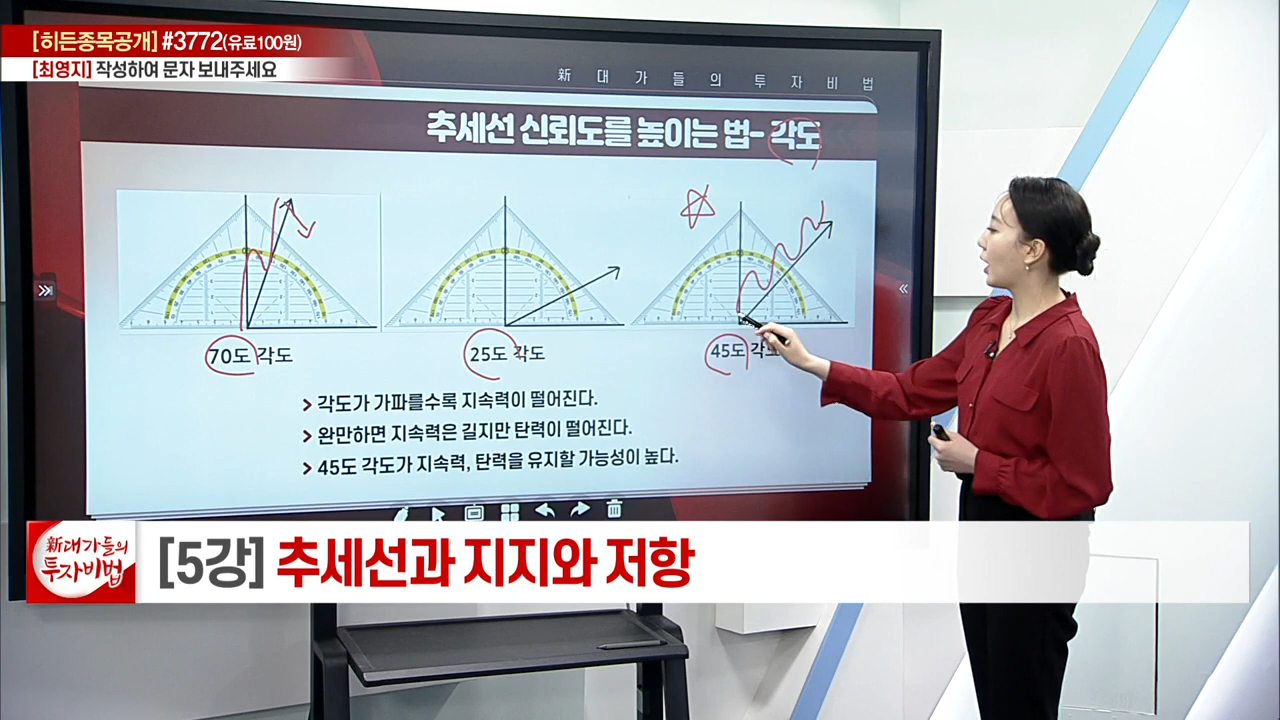 [히든종목공개] #3772(유료100원)
[최영지] 작성하여 문자 보내주세요
新 대 가 들 의 투 자 비 법
추세선 신뢰도를 높이는 법- 각도
70도 각도
25도 각도
45도 각도
> 각도가 가파를수록 지속력이 떨어진다.
> 완만하면 지속력은 길지만 탄력이 떨어진다.
> 45도 각도가 지속력, 탄력을 유지할 가능성이 높다.
新대가들의
투자비법
[5강] 추세선과 지지와 저항